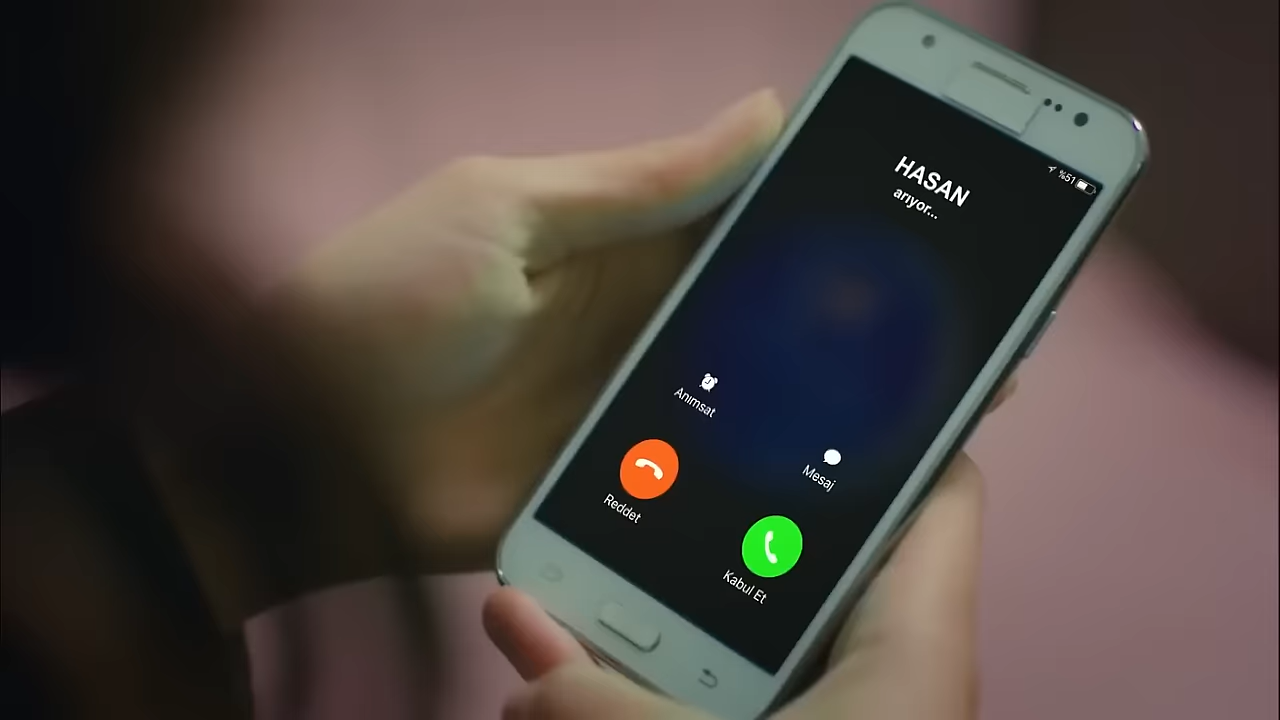 %51
HASAN
arıyor...
Anımsat
Mesaj
Reddet
Kabul Et